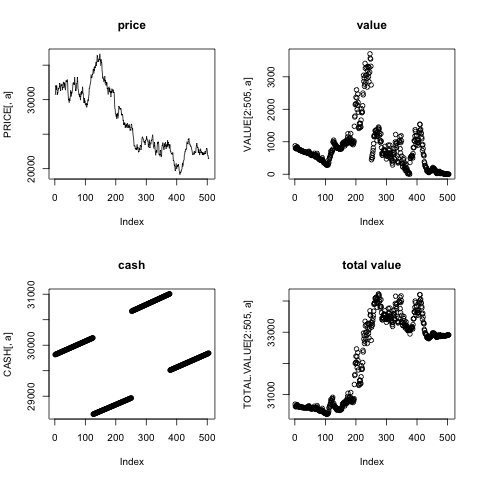 price
PRICE[, a]
20000 30000
0 100 200 300 400 500
Index
value
VALUE[2:505, a]
0 1000 2000 3000
0 100 200 300 400 500
Index
cash
CASH[, a]
29000 30000 31000
0 100 200 300 400 500
Index
total value
TOTAL.VALUE[2:505, a]
31000 33000
0 100 200 300 400 500
Index